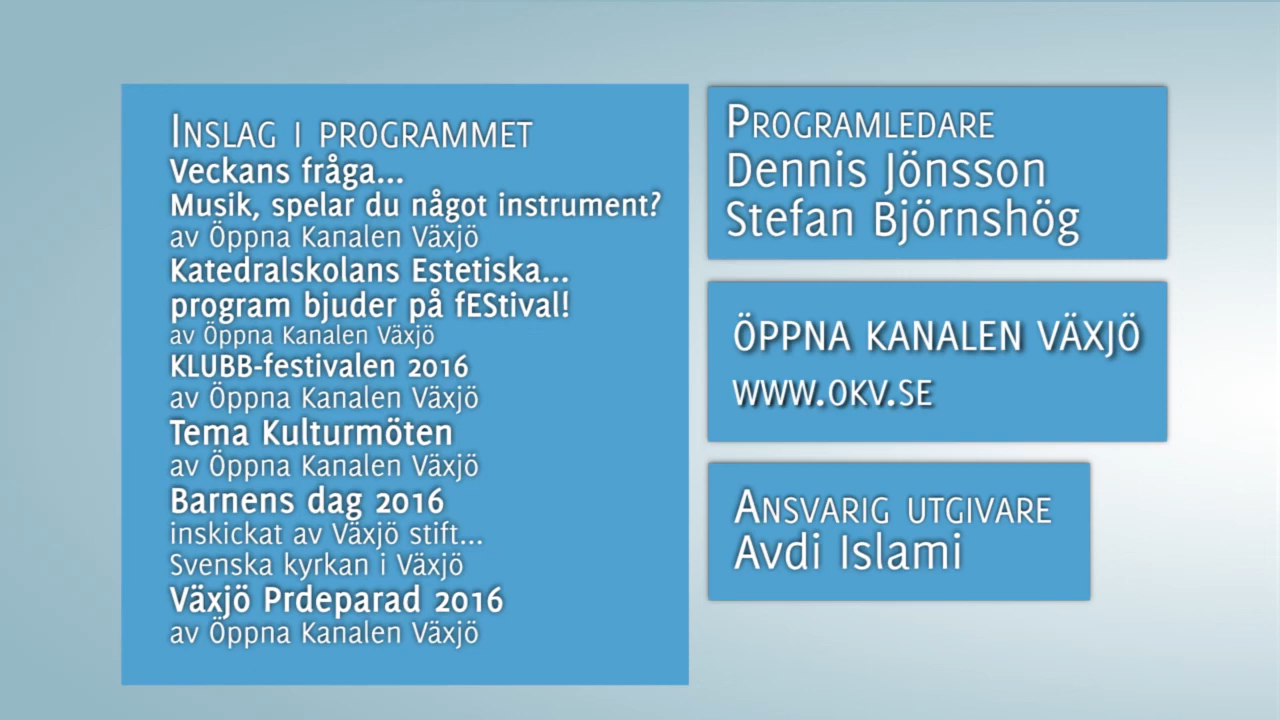 INSLAG I PROGRAMMET
Veckans fråga...
Musik, spelar du något instrument?
av Öppna Kanalen Växjö
Katedralskolans Estetiska...
program bjuder på fEStival!
av Öppna Kanalen Växjö
KLUBB-festivalen 2016
av Öppna Kanalen Växjö
Tema Kulturmöten
av Öppna Kanalen Växjö
Barnens dag 2016
inskickat av Växjö stift...
Svenska kyrkan i Växjö
Växjö Prdeparad 2016
av Öppna Kanalen Växjö
PROGRAMLEDARE
Dennis Jönsson
Stefan Björnshög
ÖPPNA KANALEN VÄXJÖ
WWW.OKV.SE
ANSVARIG UTGIVARE
Avdi Islami